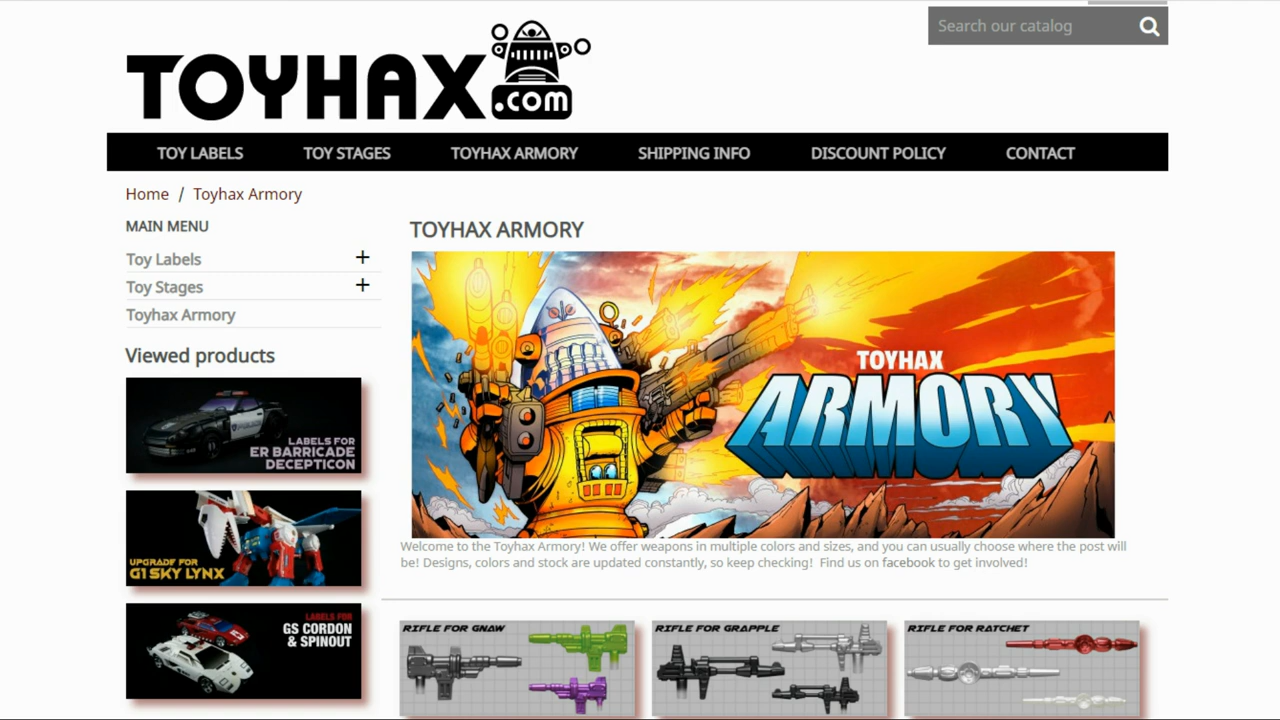 Search our catalog
TOYHAX
.com
TOY LABELS TOY STAGES TOYHAX ARMORY SHIPPING INFO DISCOUNT POLICY CONTACT
Home / Toyhax Armory
MAIN MENU
Toy Labels +
Toy Stages +
Toyhax Armory
Viewed products
LABELS FOR
ER BARRICADE
DECEPTICON
UPGRADE FOR
G1 SKY LYNX
LABELS FOR
GS CORDON
& SPINOUT
TOYHAX ARMORY
TOYHAX
ARMORY
Welcome to the Toyhax Armory! We offer weapons in multiple colors and sizes, and you can usually choose where the post will
be! Designs, colors and stock are updated constantly, so keep checking! Find us on facebook to get involved!
RIFLE FOR GNAW
RIFLE FOR GRAPPLE
RIFLE FOR RATCHET